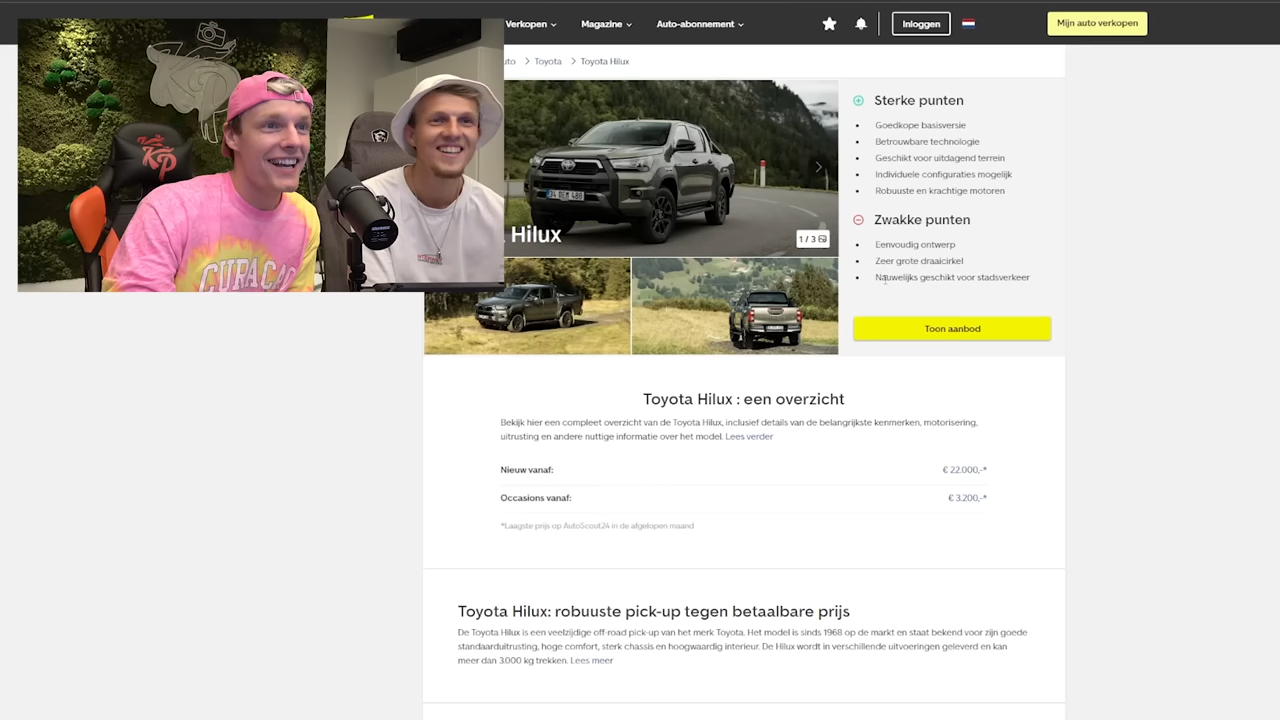 Verkopen
Magazine
Auto-abonnement
Inloggen
Mijn auto verkopen
uto
Toyota
Toyota Hilux
KP
CURAÇAO
34 DEM 488
Hilux
1 / 3
Sterke punten
Goedkope basisversie
Betrouwbare technologie
Geschikt voor uitdagend terrein
Individuele configuraties mogelijk
Robuuste en krachtige motoren
Zwakke punten
Eenvoudig ontwerp
Zeer grote draaicirkel
Nauwelijks geschikt voor stadsverkeer
Toon aanbod
Toyota Hilux : een overzicht
Bekijk hier een compleet overzicht van de Toyota Hilux, inclusief details van de belangrijkste kenmerken, motorisering,
uitrusting en andere nuttige informatie over het model. Lees verder
Nieuw vanaf:
€ 22.000,-*
Occasions vanaf:
€ 3.200,-*
*Laagste prijs op AutoScout24 in de afgelopen maand
Toyota Hilux: robuuste pick-up tegen betaalbare prijs
De Toyota Hilux is een veelzijdige off-road pick-up van het merk Toyota. Het model is sinds 1968 op de markt en staat bekend voor zijn goede
standaarduitrusting, hoge comfort, sterk chassis en hoogwaardig interieur. De Hilux wordt in verschillende uitvoeringen geleverd en kan
meer dan 3.000 kg trekken. Lees meer